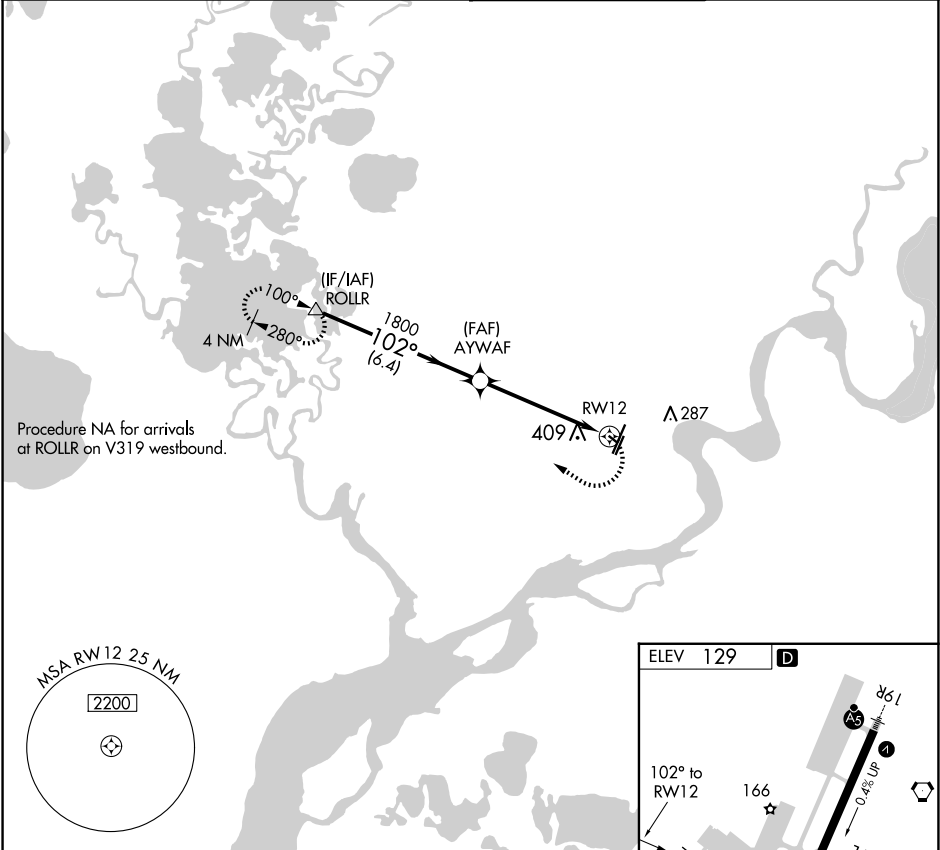 (IF/IAF)
ROLLR
100°
280°
4 NM
1800
102°
(6.4)
(FAF)
AYWAF
RW12
409
287
Procedure NA for arrivals
at ROLLR on V319 westbound.
MSA RW12 25 NM
2200
ELEV 129 D
19R
A5
102° to
RW12
166
0.4% UP